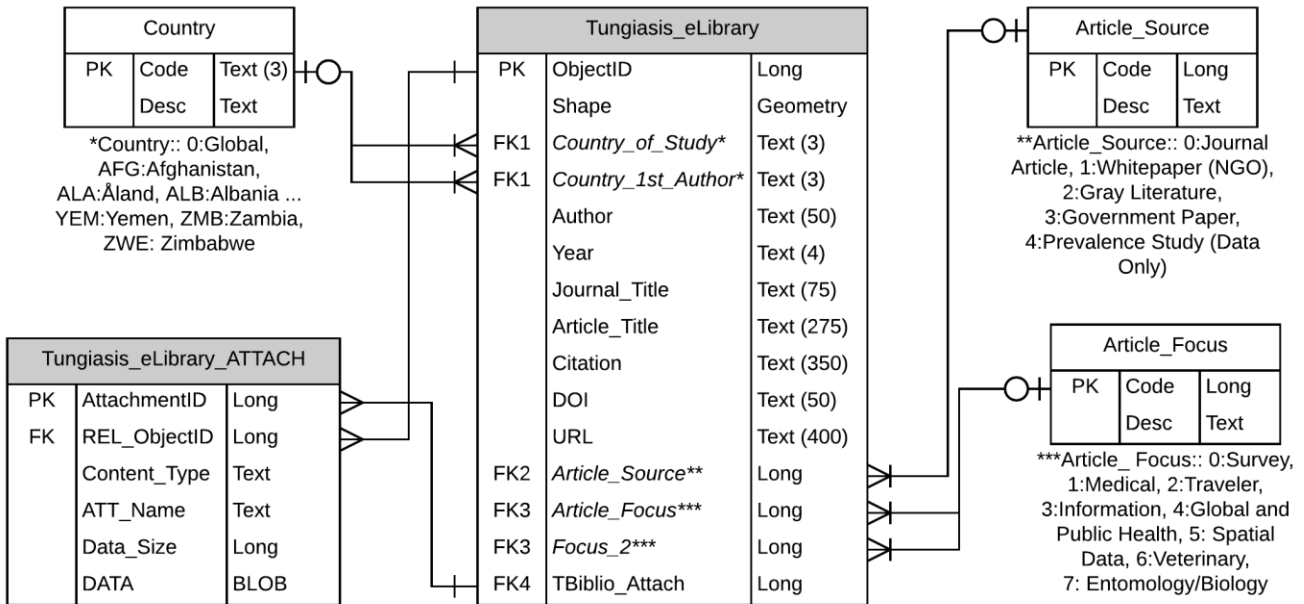 Country
PK Code Text (3)
Desc Text
*Country:: 0:Global,
AFG:Afghanistan,
ALA:Åland, ALB:Albania ...
YEM:Yemen, ZMB:Zambia,
ZWE: Zimbabwe
Tungiasis_eLibrary_ATTACH
PK AttachmentID Long
FK REL_ObjectID Long
Content_Type Text
ATT_Name Text
Data_Size Long
DATA BLOB
Tungiasis_eLibrary
PK ObjectID Long
Shape Geometry
FK1 Country_of_Study* Text (3)
FK1 Country_1st_Author* Text (3)
Author Text (50)
Year Text (4)
Journal_Title Text (75)
Article_Title Text (275)
Citation Text (350)
DOI Text (50)
URL Text (400)
FK2 Article_Source** Long
FK3 Article_Focus*** Long
FK3 Focus_2*** Long
FK4 TBiblio_Attach Long
Article_Source
PK Code Long
Desc Text
**Article_Source:: 0:Journal
Article, 1:Whitepaper (NGO),
2:Gray Literature,
3:Government Paper,
4:Prevalence Study (Data
Only)
Article_Focus
PK Code Long
Desc Text
***Article_ Focus:: 0:Survey,
1:Medical, 2:Traveler,
3:Information, 4:Global and
Public Health, 5: Spatial
Data, 6:Veterinary,
7: Entomology/Biology